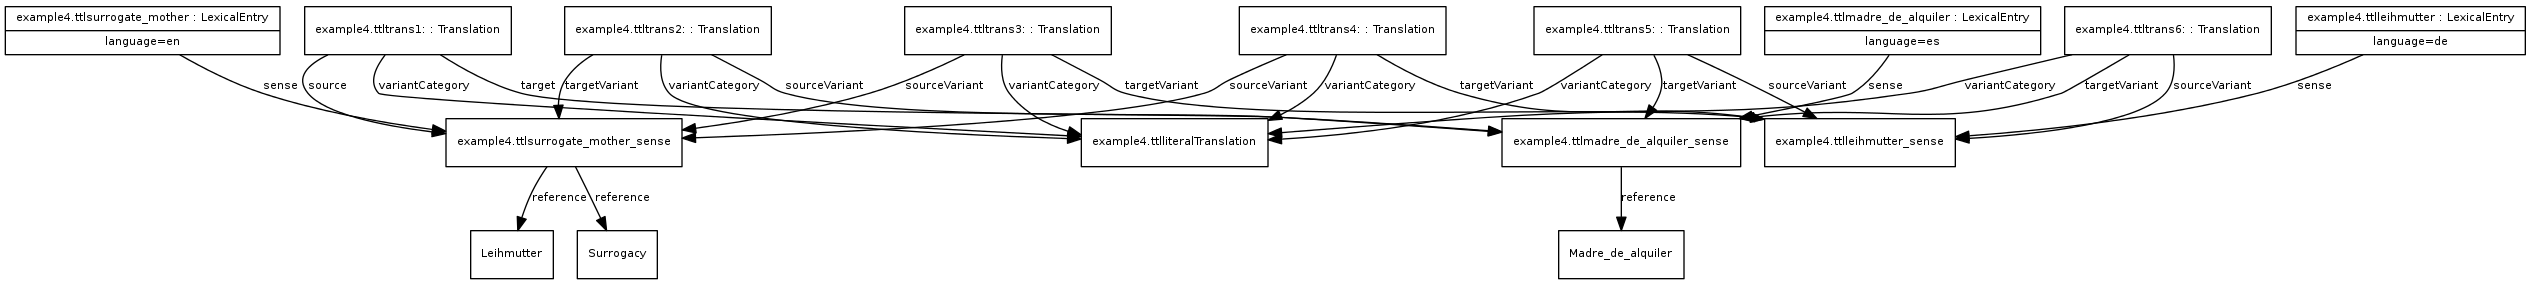 example4.ttlsurrogate_mother : LexicalEntry
language=en
example4.ttltrans1: : Translation
example4.ttltrans2: : Translation
example4.ttltrans3: : Translation
example4.ttltrans4: : Translation
example4.ttltrans5: : Translation
example4.ttlmadre_de_alquiler : LexicalEntry
language=es
example4.ttltrans6: : Translation
example4.ttlleihmutter : LexicalEntry
language=de
sense
source
variantCategory
target
targetVariant
variantCategory
sourceVariant
sourceVariant
variantCategory
targetVariant
sourceVariant
variantCategory
targetVariant
variantCategory
targetVariant
sourceVariant
sense
variantCategory
targetVariant
sourceVariant
sense
example4.ttlsurrogate_mother_sense
example4.ttlliteralTranslation
example4.ttlmadre_de_alquiler_sense
example4.ttlleihmutter_sense
reference
reference
reference
Leihmutter
Surrogacy
Madre_de_alquiler